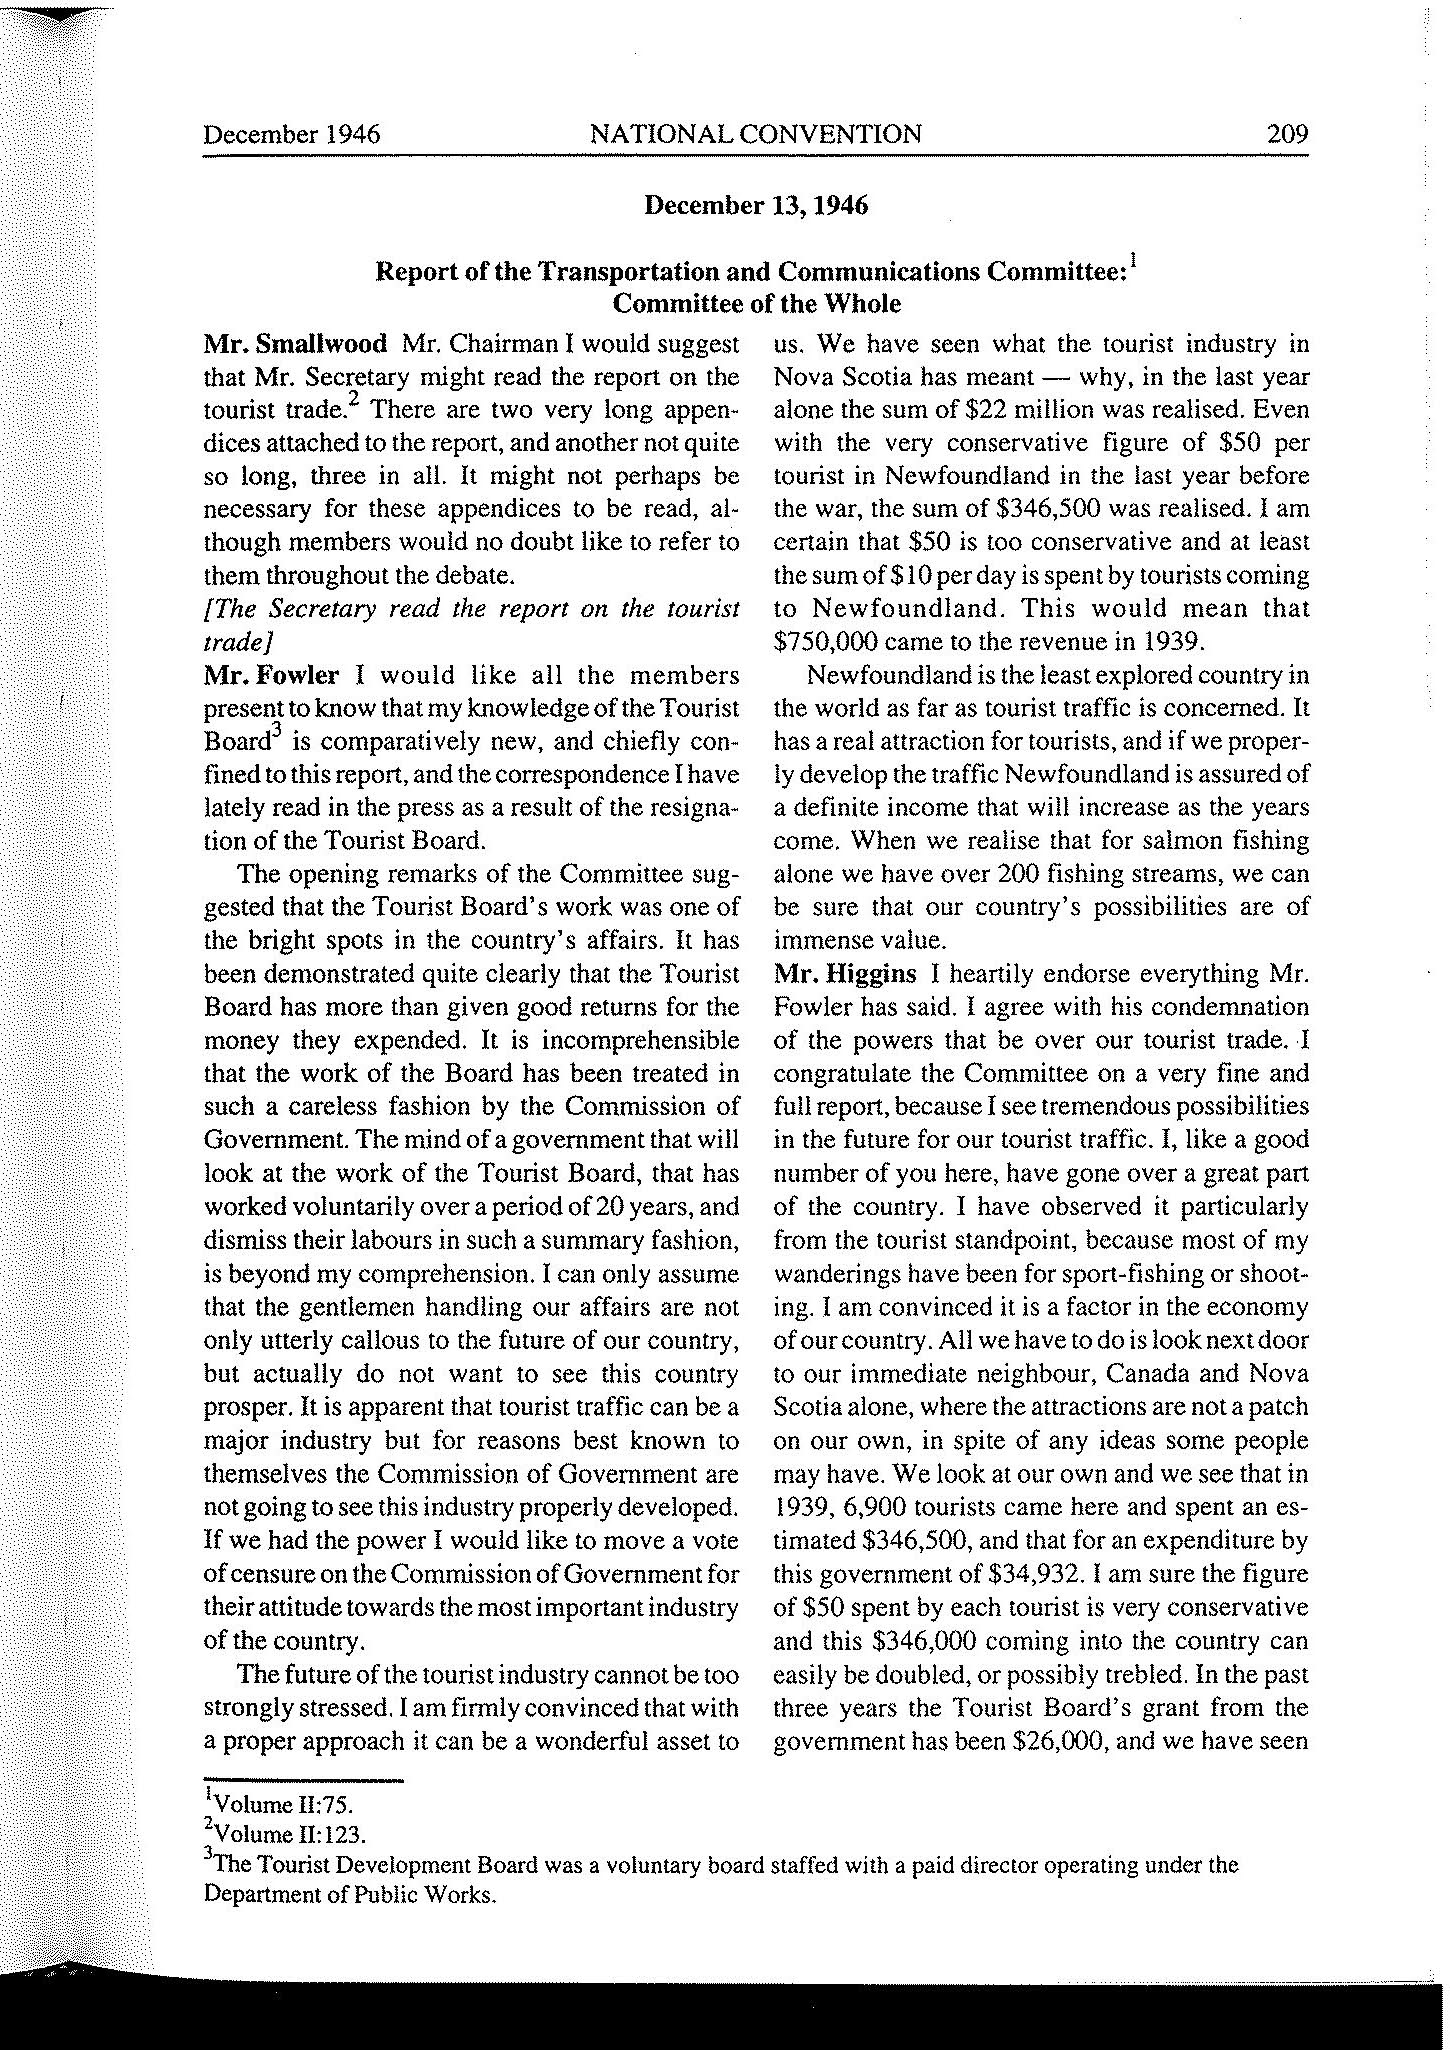 December 1946 NATIONAL CONVENTION 209
December 13, 1946
Report of the Transportation and Communications Committee:1
Committee of the Whole
Mr. Smallwood Mr. Chairman I would suggest
that Mr. Secretary might read the report on the
tourist trade.2 There are two very long appen-
dices attached to the report, and another not quite
so long, three in all. It might not perhaps be
necessary for these appendices to be read, al-
though members would no doubt like to refer to
them throughout the debate.
[The Secretary read the report on the tourist
trade]
Mr. Fowler I would like all the members
present to know that my knowledge of the Tourist
Board3 is comparatively new, and chiefly con-
fined to this report, and the correspondence I have
lately read in the press as a result of the resigna-
tion of the Tourist Board.
The opening remarks of the Committee sug-
gested that the Tourist Board's work was one of
the bright spots in the country's affairs. It has
been demonstrated quite clearly that the Tourist
Board has more than given good returns for the
money they expended. It is incomprehensible
that the work of the Board has been treated in
such a careless fashion by the Commission of
Government. The mind of a government that will
look at the work of the Tourist Board, that has
worked voluntarily over a period of 20 years, and
dismiss their labours in such a summary fashion,
is beyond my comprehension. I can only assume
that the gentlemen handling our affairs are not
only utterly callous to the future of our country,
but actually do not want to see this country
prosper. It is apparent that tourist traffic can be a
major industry but for reasons best known to
themselves the Commission of Government are
not going to see this industry properly developed.
If we had the power I would like to move a vote
of censure on the Commission of Government for
their attitude towards the most important industry
of the country.
The future of the tourist industry cannot be too
strongly stressed. I am firmly convinced that with
a proper approach it can be a wonderful asset to
us. We have seen what the tourist industry in
Nova Scotia has meant — why, in the last year
alone the sum of $22 million was realised. Even
with the very conservative figure of $50 per
tourist in Newfoundland in the last year before
the war, the sum of $346,500 was realised. I am
certain that $50 is too conservative and at least
the sum of $10 per day is spent by tourists coming
to Newfoundland. This would mean that
$750,000 came to the revenue in 1939.
Newfoundland is the least explored country in
the world as far as tourist traffic is concerned. It
has a real attraction for tourists, and if we proper-
ly develop the traffic Newfoundland is assured of
a definite income that will increase as the years
come. When we realise that for salmon fishing
alone we have over 200 fishing streams, we can
be sure that our country's possibilities are of
immense value.
Mr. Higgins I heartily endorse everything Mr.
Fowler has said. I agree with his condemnation
of the powers that be over our tourist trade. I
congratulate the Committee on a very fine and
full report, because I see tremendous possibilities
in the future for our tourist traffic. I, like a good
number of you here, have gone over a great part
of the country. I have observed it particularly
from the tourist standpoint, because most of my
wanderings have been for sport-fishing or shoot-
ing. I am convinced it is a factor in the economy
of our country. All we have to do is look next door
to our immediate neighbour, Canada and Nova
Scotia alone, where the attractions are not a patch
on our own, in spite of any ideas some people
may have. We look at our own and we see that in
1939, 6,900 tourists came here and spent an es-
timated $346,500, and that for an expenditure by
this government of $34,932. I am sure the figure
of $50 spent by each tourist is very conservative
and this $346,000 coming into the country can
easily be doubled, or possibly trebled. In the past
three years the Tourist Board's grant from the
government has been $26,000, and we have seen
1Volume II:75.
2Volume II:123.
3The Tourist Development Board was a voluntary board staffed with a paid director operating under the
Department of Public Works.